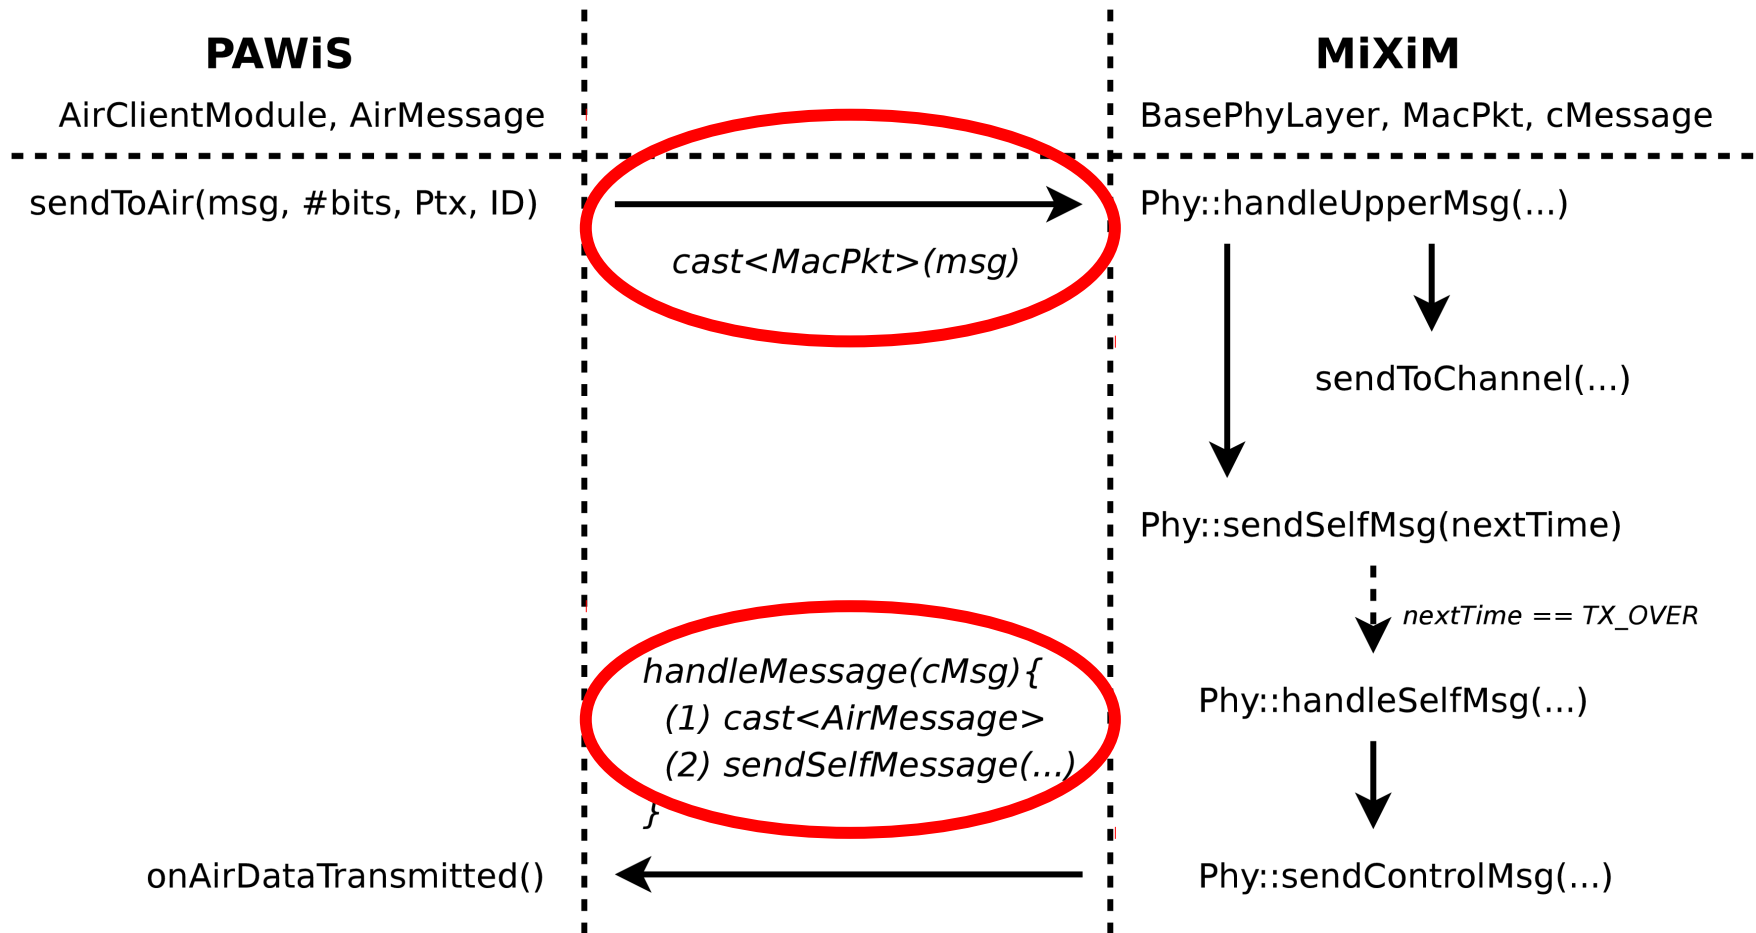 PAWiS
MiXiM
AirClientModule, AirMessage
BasePhyLayer, MacPkt, cMessage
sendToAir(msg, #bits, Ptx, ID)
Phy::handleUpperMsg(...)
cast<MacPkt>(msg)
sendToChannel(...)
Phy::sendSelfMsg(nextTime)
nextTime == TX_OVER
handleMessage(cMsg){
(1) cast<AirMessage>
(2) sendSelfMessage(...)
}
Phy::handleSelfMsg(...)
onAirDataTransmitted()
Phy::sendControlMsg(...)